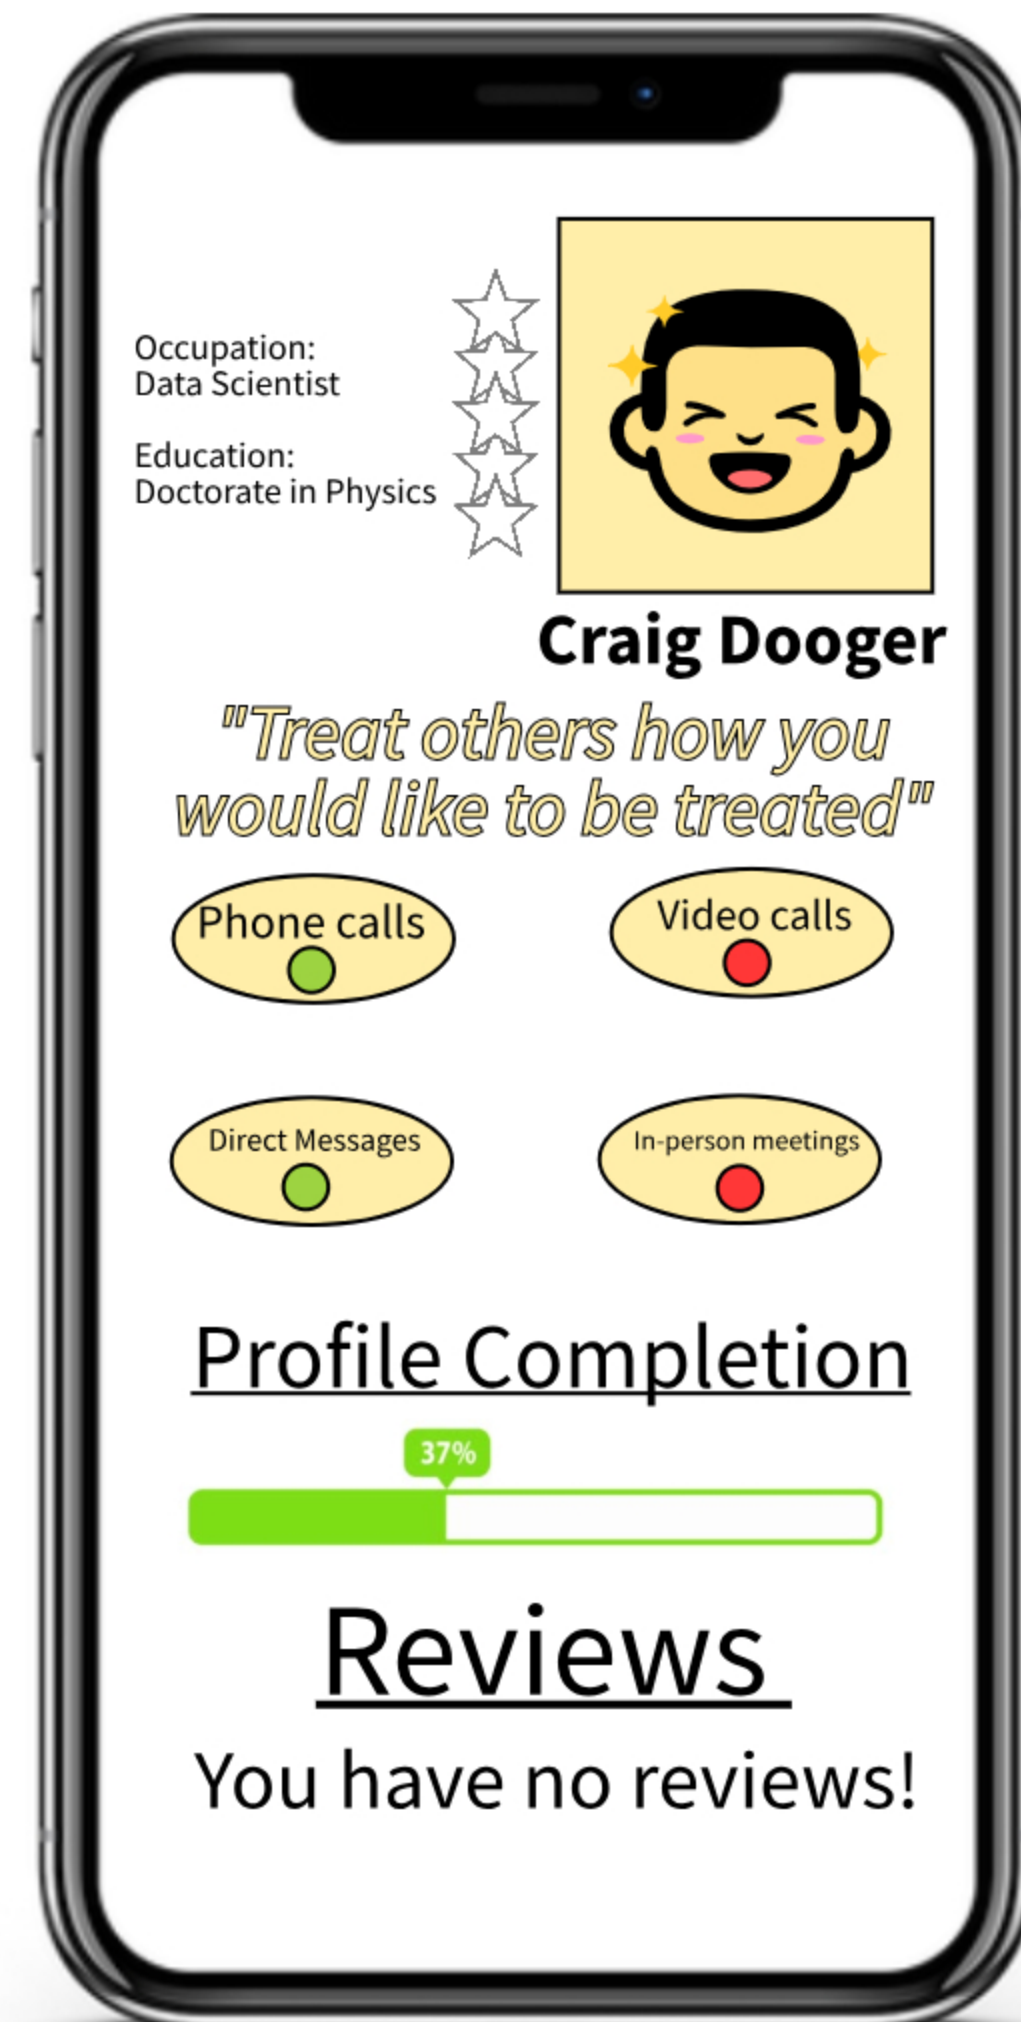 Occupation:
Data Scientist
Education:
Doctorate in Physics
Craig Dooger
"Treat others how you
would like to be treated"
Phone calls
Video calls
Direct Messages
In-person meetings
Profile Completion
37%
Reviews
You have no reviews!